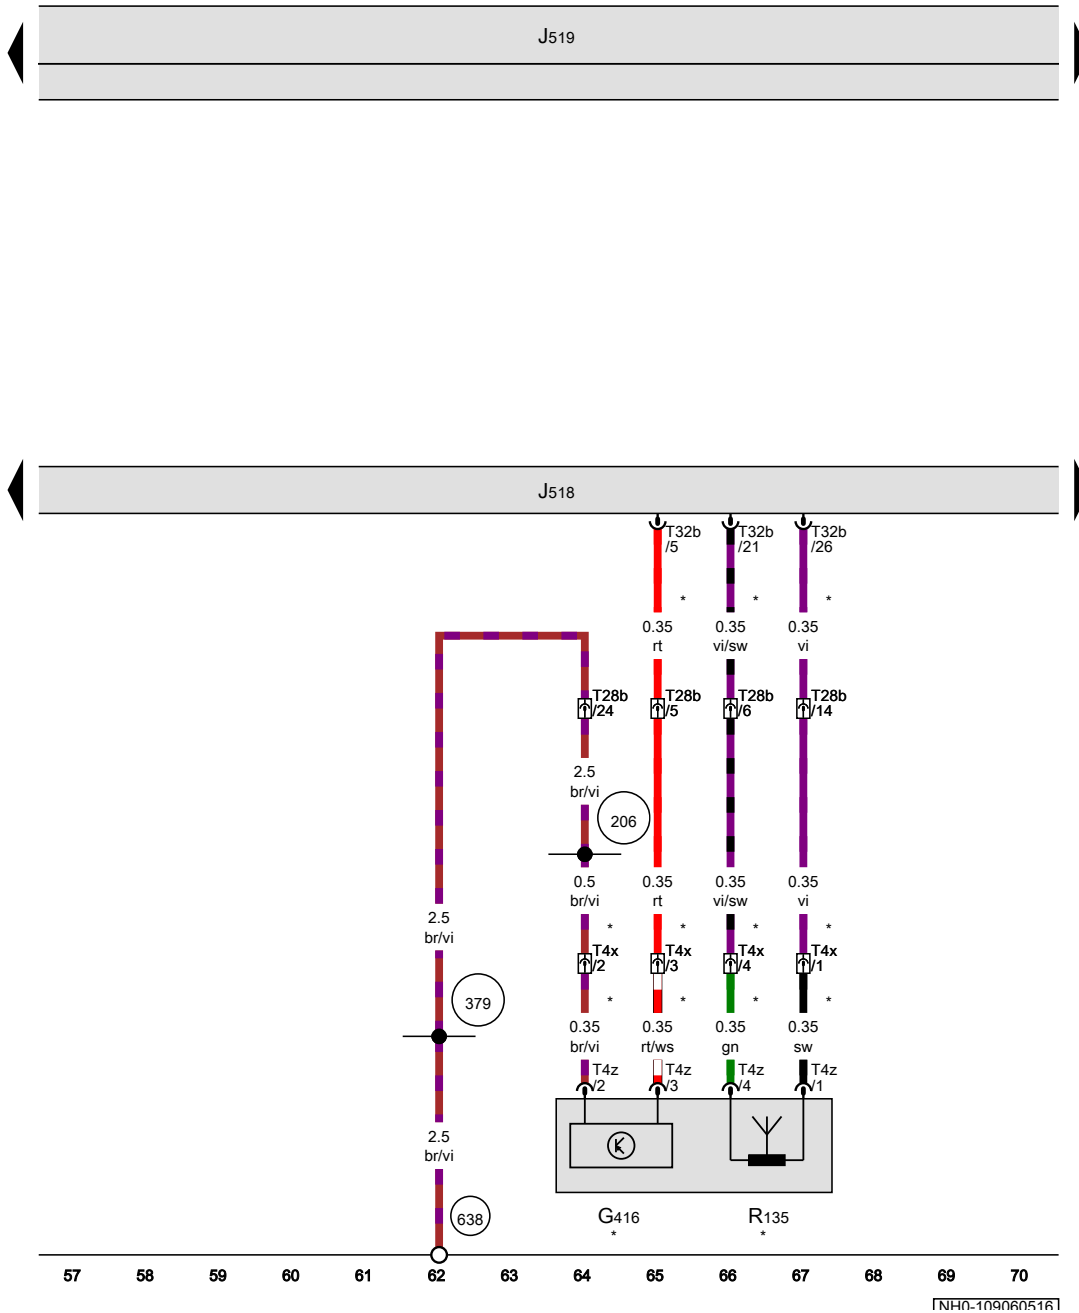 J519
J518
T32b T32b T32b
/5 /21 /26
* * *
0.35 0.35 0.35
rt vi/sw vi
T28b T28b T28b T28b
/24 /5 /6 /14
2.5
br/vi
206
0.5 0.35 0.35 0.35
br/vi rt vi/sw vi
2.5
br/vi
* * * *
T4x T4x T4x T4x
/2 /3 /4 /1
379
* * * *
0.35 0.35 0.35 0.35
br/vi rt/ws gn sw
T4z T4z T4z T4z
/2 /3 /4 /1
2.5
br/vi
638
G416 R135
* *
57 58 59 60 61 62 63 64 65 66 67 68 69 70
NH0-109060516